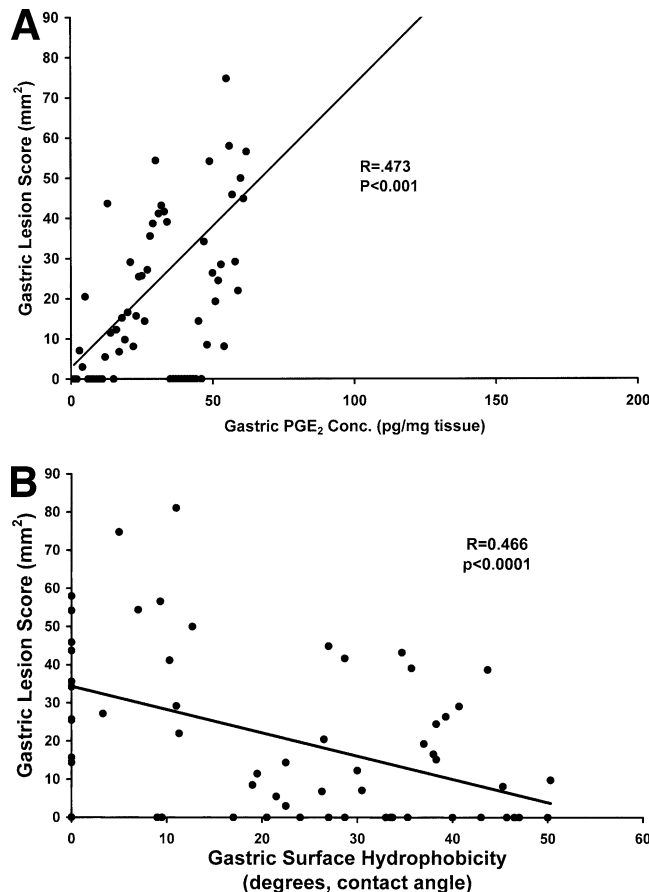 A
90
80
70
60
50
40
30
20
10
0
Gastric Lesion Score (mm²)
R=.473
P<0.001
0 50 100 150 200
Gastric PGE₂ Conc. (pg/mg tissue)
B
90
80
70
60
50
40
30
20
10
0
Gastric Lesion Score (mm²)
R=0.466
p<0.0001
0 10 20 30 40 50 60
Gastric Surface Hydrophobicity
(degrees, contact angle)